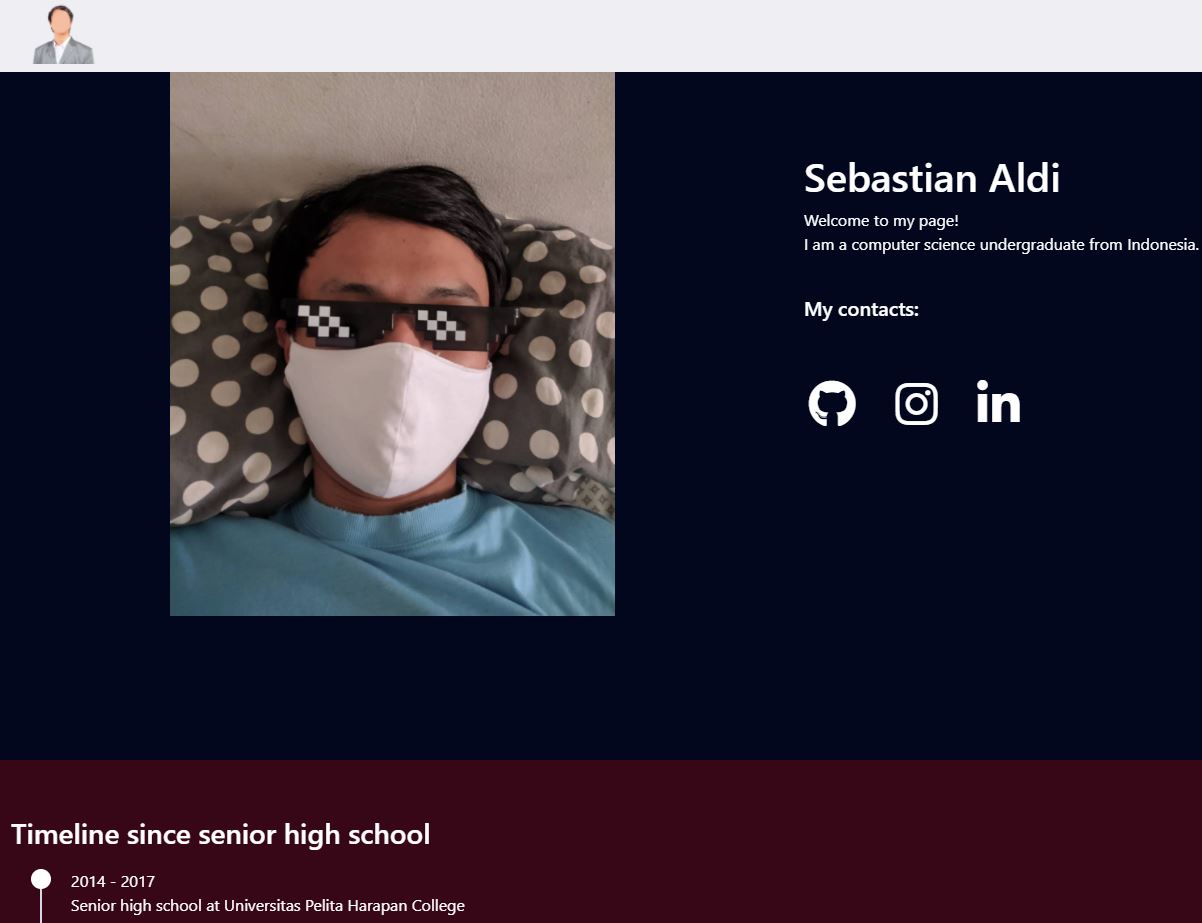 Sebastian Aldi
Welcome to my page!
I am a computer science undergraduate from Indonesia.
My contacts:
in
Timeline since senior high school
2014 - 2017
Senior high school at Universitas Pelita Harapan College